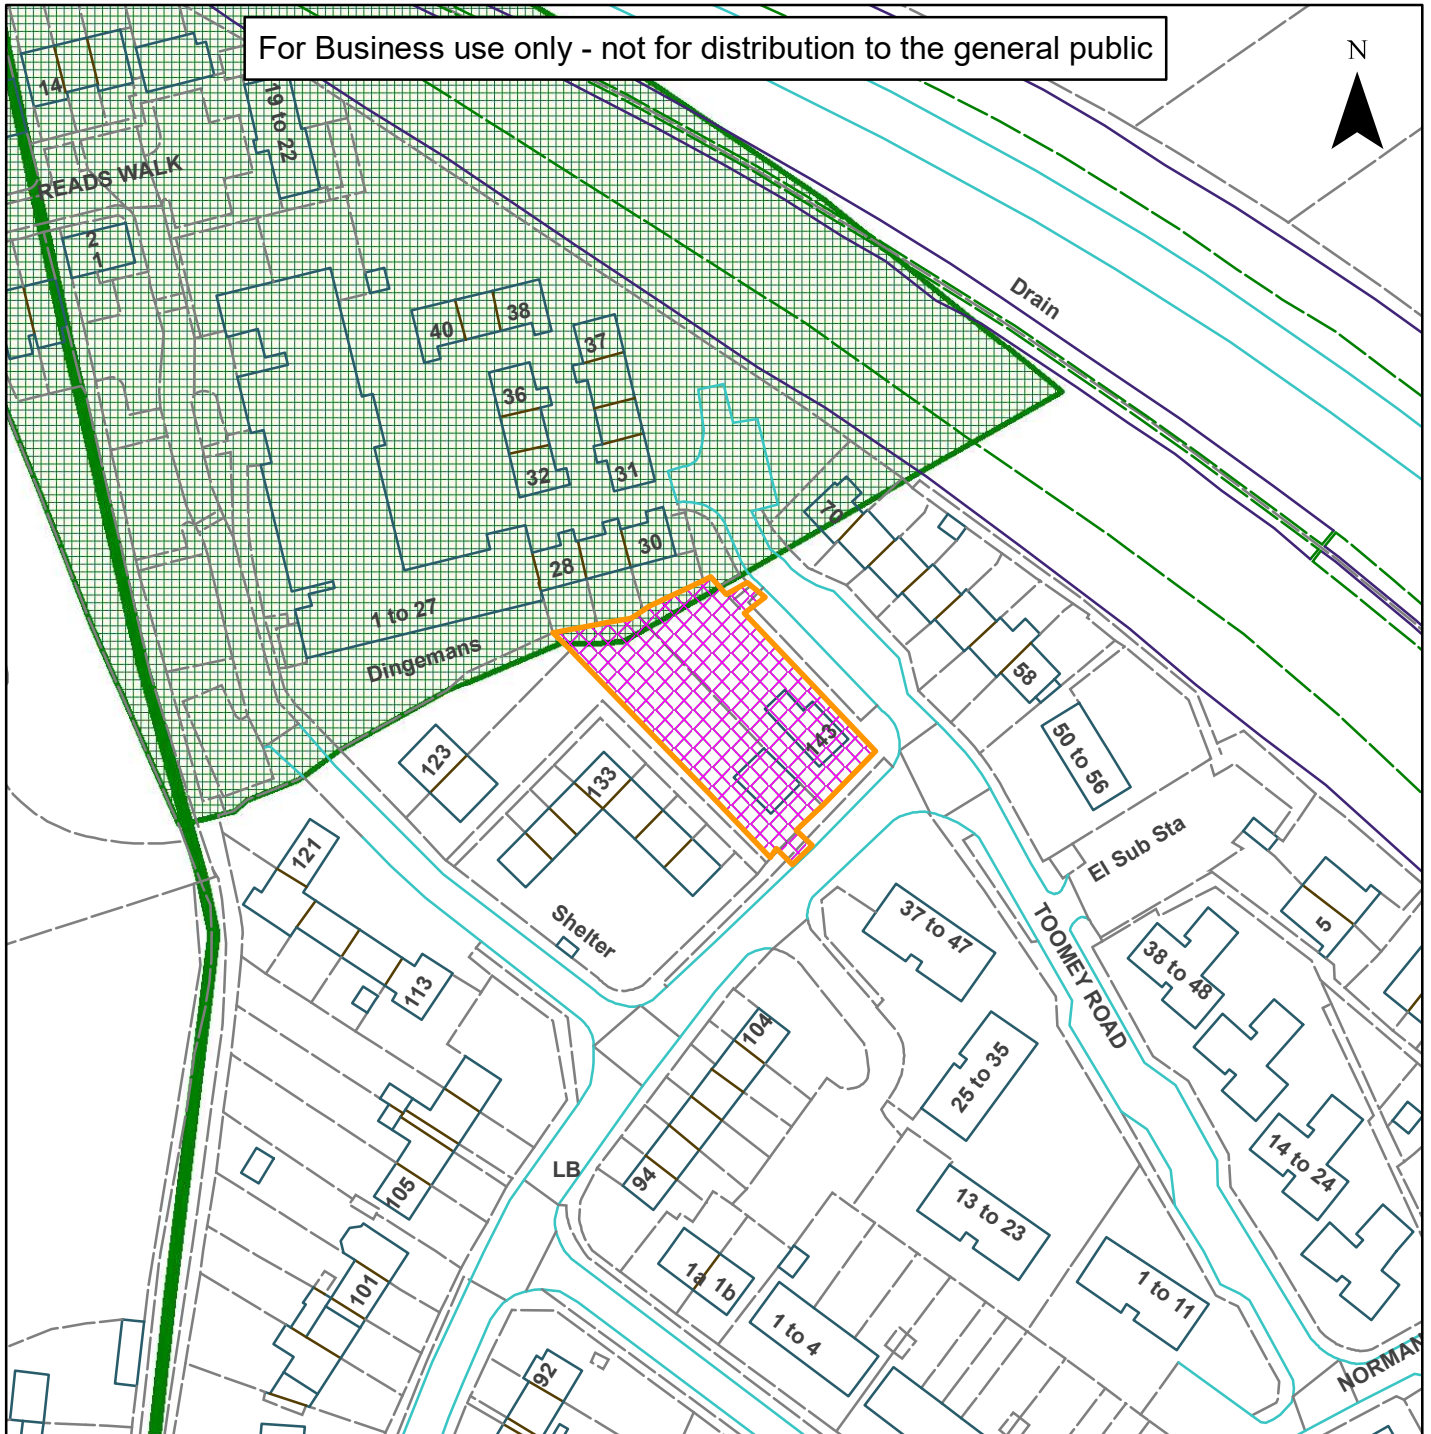 For Business use only - not for distribution to the general public
N
14
19 to 22
READS WALK
2
1
Drain
40
38
37
36
32
31
70
28
30
1 to 27
Dingemans
58
143
50 to 56
123
133
El Sub Sta
121
5
37 to 47
Shelter
TOOMEY ROAD
38 to 48
113
104
25 to 35
14 to 24
LB
94
105
13 to 23
1a 1b
101
1 to 11
1 to 4
NORMAN
92